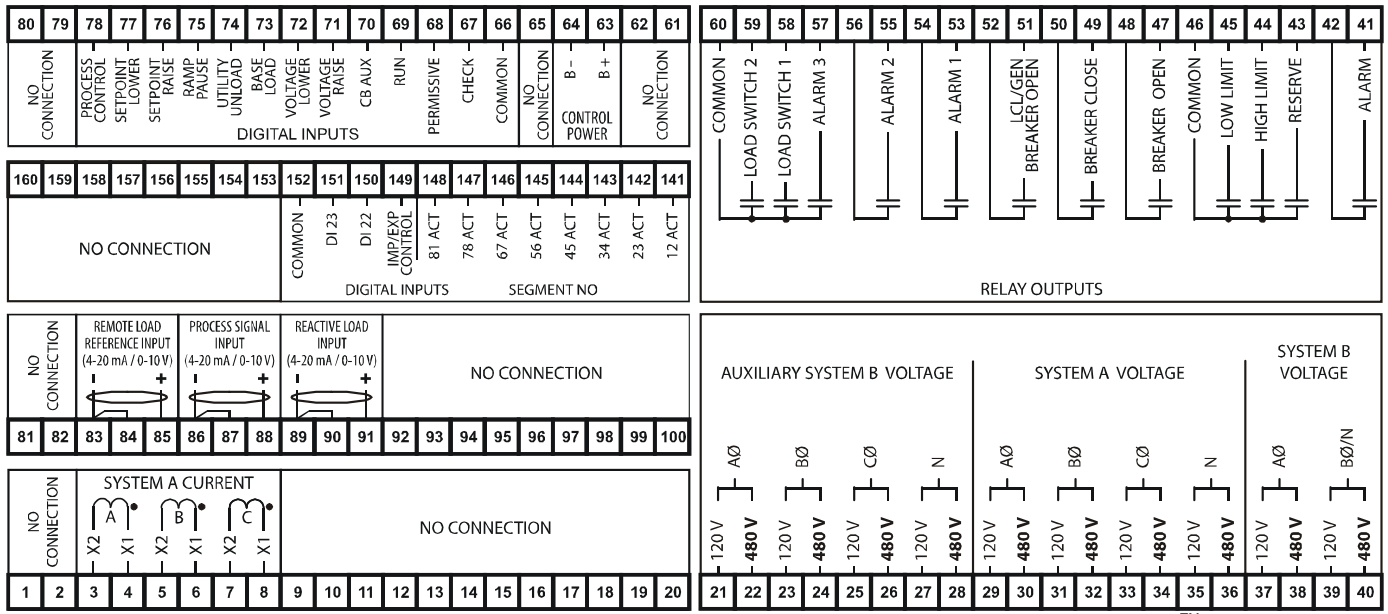 80 79 78 77 76 75 74 73 72 71 70 69 68 67 66 65 64 63 62 61
NO
CONNECTION
PROCESS
CONTROL
SETPOINT
LOWER
SETPOINT
RAISE
RAMP
PAUSE
UTILITY
UNLOAD
BASE
LOAD
VOLTAGE
LOWER
VOLTAGE
RAISE
CB AUX
RUN
PERMISSIVE
CHECK
COMMON
NO
CONNECTION
B -
B +
NO
CONNECTION
DIGITAL INPUTS
CONTROL
POWER
160 159 158 157 156 155 154 153 152 151 150 149 148 147 146 145 144 143 142 141
NO CONNECTION
COMMON
DI 23
DI 22
IMP/EXP
CONTROL
81 ACT
78 ACT
67 ACT
56 ACT
45 ACT
34 ACT
23 ACT
12 ACT
DIGITAL INPUTS
SEGMENT NO
NO
CONNECTION
REMOTE LOAD
REFERENCE INPUT
(4-20 mA / 0-10 V)
- +
PROCESS SIGNAL
INPUT
(4-20 mA / 0-10 V)
- +
REACTIVE LOAD
INPUT
(4-20 mA / 0-10 V)
- +
NO CONNECTION
81 82 83 84 85 86 87 88 89 90 91 92 93 94 95 96 97 98 99 100
NO
CONNECTION
SYSTEM A CURRENT
A B C
X2 X1 X2 X1 X2 X1
NO CONNECTION
1 2 3 4 5 6 7 8 9 10 11 12 13 14 15 16 17 18 19 20
60 59 58 57 56 55 54 53 52 51 50 49 48 47 46 45 44 43 42 41
COMMON
LOAD SWITCH 2
LOAD SWITCH 1
ALARM 3
ALARM 2
ALARM 1
LCL/GEN
BREAKER OPEN
BREAKER CLOSE
BREAKER OPEN
COMMON
LOW LIMIT
HIGH LIMIT
RESERVE
ALARM
RELAY OUTPUTS
AUXILIARY SYSTEM B VOLTAGE
SYSTEM A VOLTAGE
SYSTEM B
VOLTAGE
AØ BØ CØ N AØ BØ CØ N AØ BØ/N
120 V 480 V 120 V 480 V 120 V 480 V 120 V 480 V 120 V 480 V 120 V 480 V 120 V 480 V 120 V 480 V 120 V 480 V 120 V 480 V
21 22 23 24 25 26 27 28 29 30 31 32 33 34 35 36 37 38 39 40